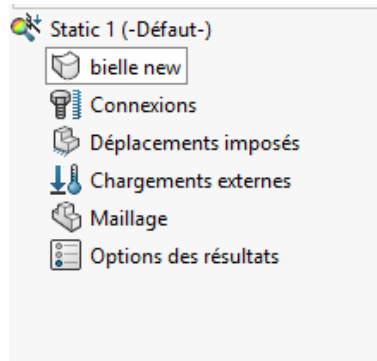 Static 1 (-Défaut-)
bielle new
Connexions
Déplacements imposés
Chargements externes
Maillage
Options des résultats